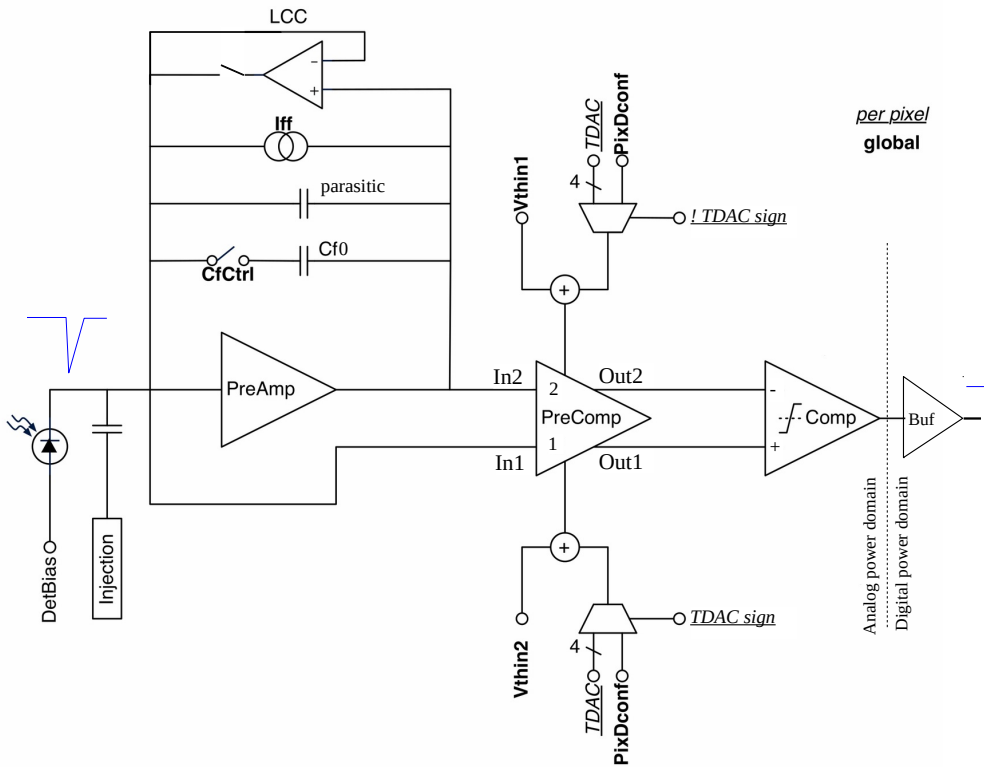 LCC
-
+
Iff
parasitic
Cf0
CfCtrl
PreAmp
DetBias
Injection
TDAC
PixDconf
4
Vthin1
! TDAC sign
+
per pixel
global
In2
2
Out2
PreComp
1
In1
Out1
-
Comp
+
Buf
Analog power domain
Digital power domain
+
TDAC sign
4
Vthin2
TDAC
PixDconf